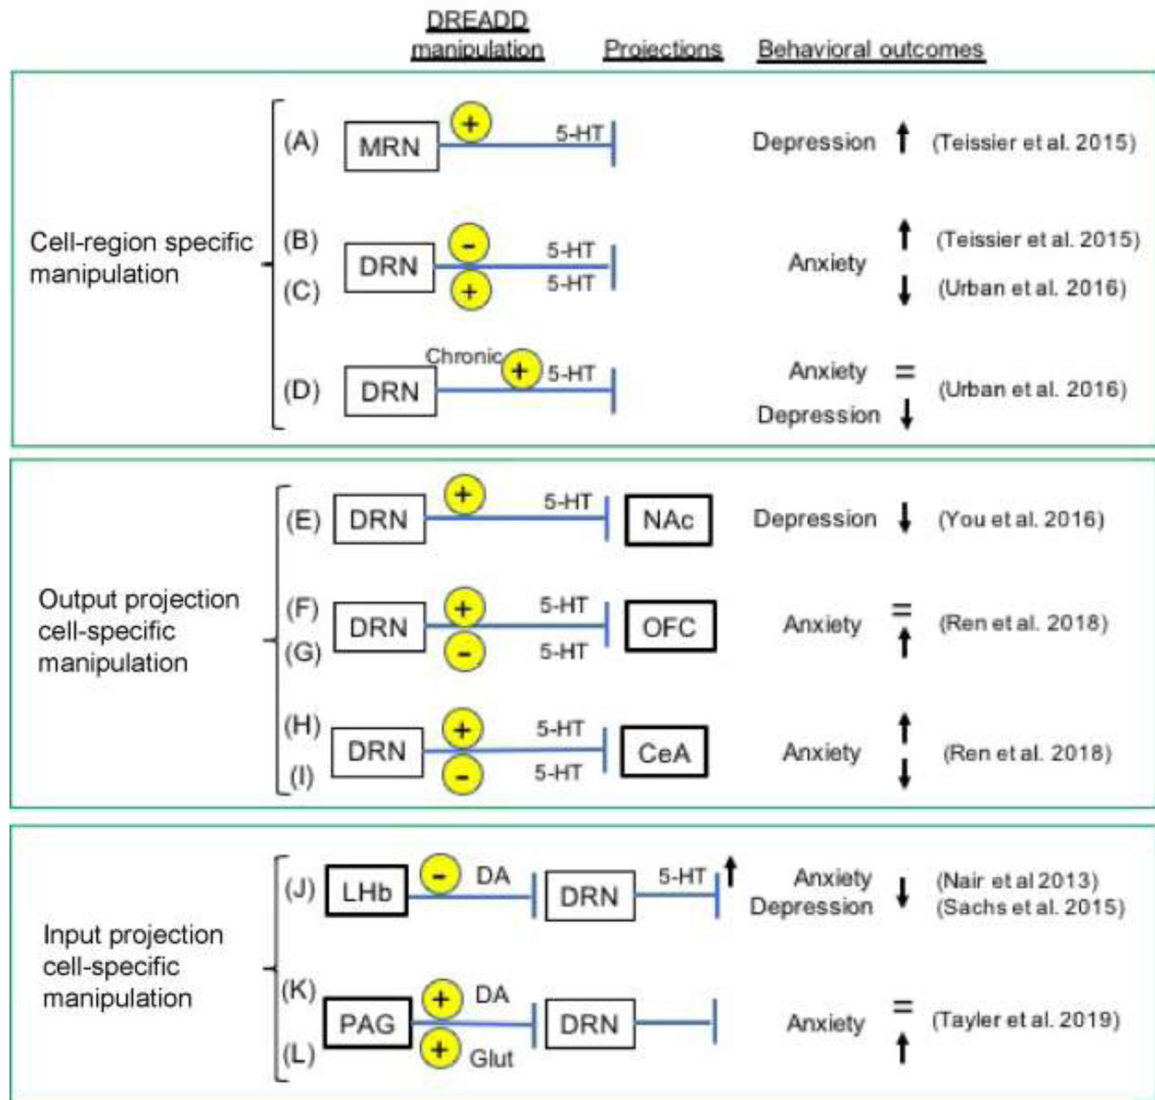 DREADD
manipulation
Projections
Behavioral outcomes
Cell-region specific
manipulation
(A)
MRN
+
5-HT
Depression
(Teissier et al. 2015)
(B)
(C)
DRN
-
+
5-HT
5-HT
Anxiety
(Teissier et al. 2015)
(Urban et al. 2016)
(D)
DRN
Chronic
+
5-HT
Anxiety =
Depression
(Urban et al. 2016)
Output projection
cell-specific
manipulation
(E)
DRN
+
5-HT
NAc
Depression
(You et al. 2016)
(F)
(G)
DRN
+
-
5-HT
5-HT
OFC
Anxiety =
(Ren et al. 2018)
(H)
(I)
DRN
+
-
5-HT
5-HT
CeA
Anxiety
(Ren et al. 2018)
Input projection
cell-specific
manipulation
(J)
LHb
-
DA
DRN
5-HT
Anxiety
Depression
(Nair et al 2013)
(Sachs et al. 2015)
(K)
(L)
PAG
+
+
DA
Glut
DRN
Anxiety =
(Tayler et al. 2019)